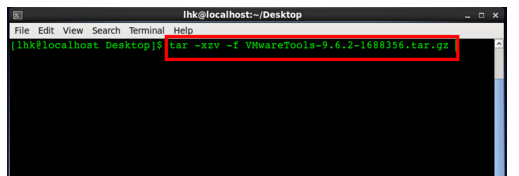 lhk@localhost:~/Desktop
File Edit View Search Terminal Help
[lhk@localhost Desktop]$ tar -xzv -f VMwareTools-9.6.2-1688356.tar.gz